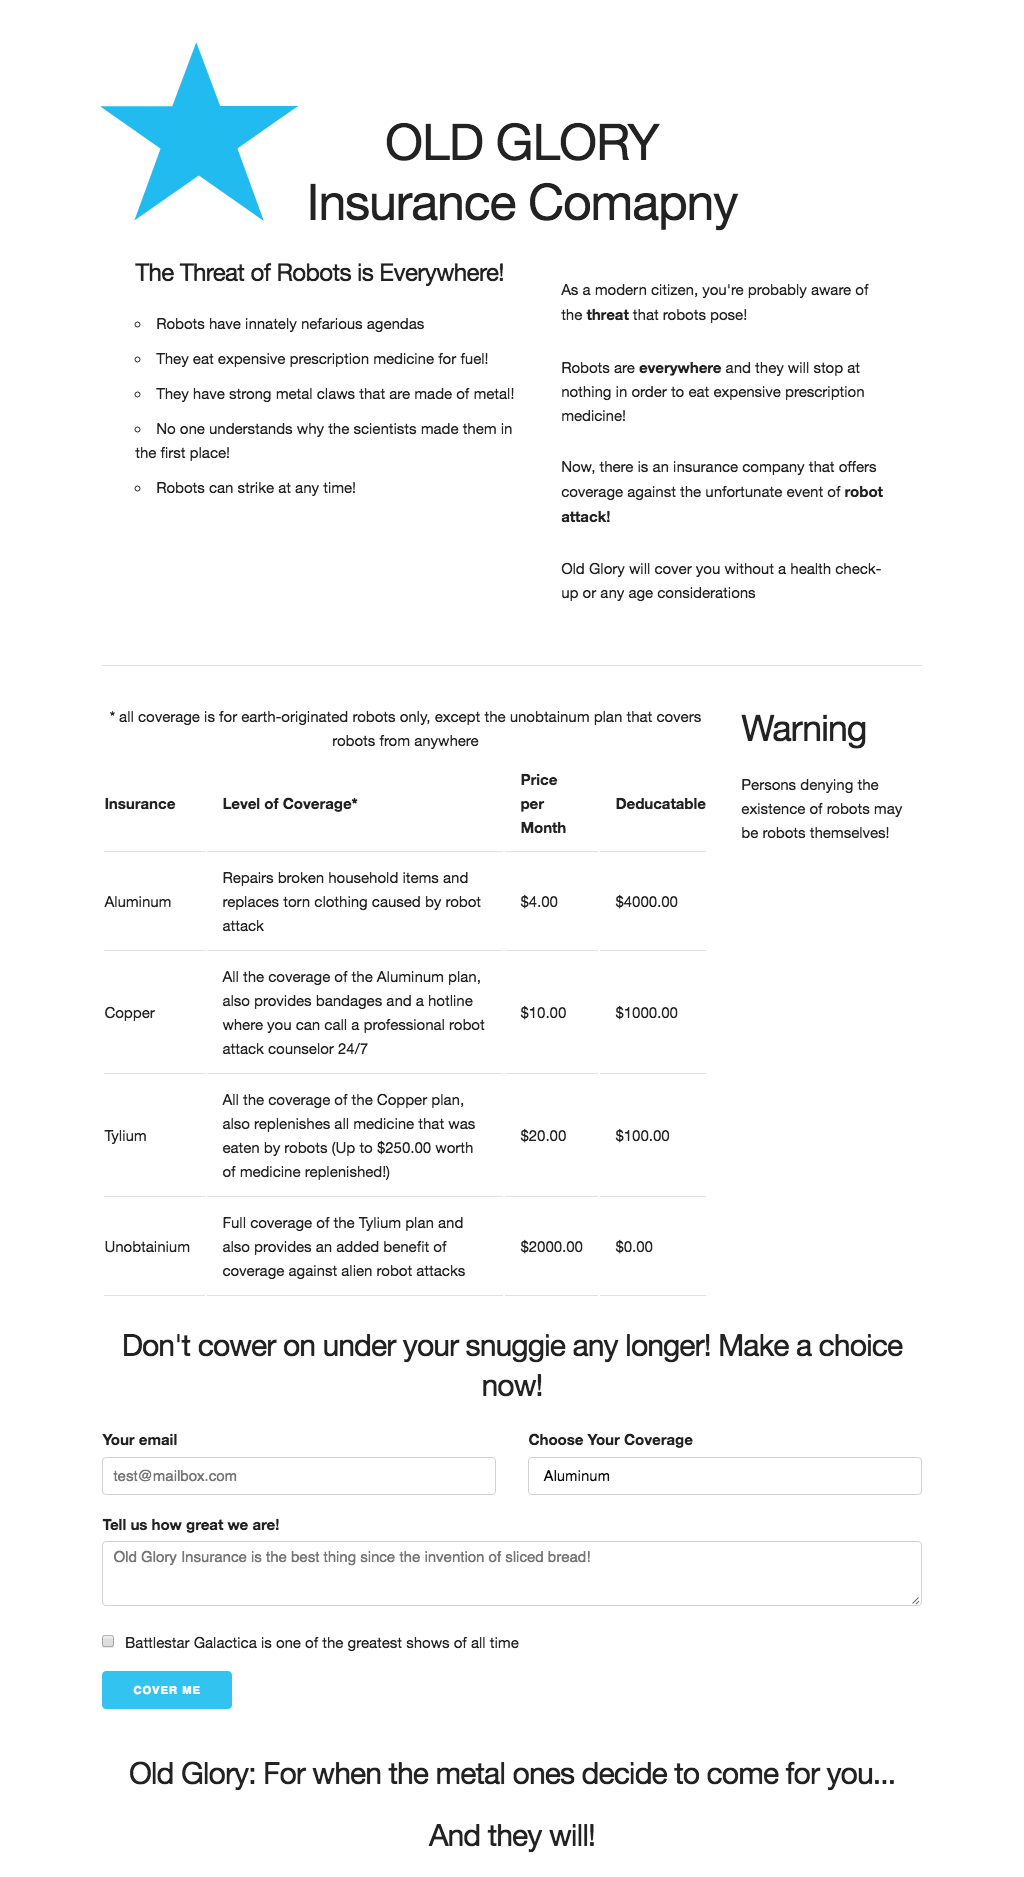 OLD GLORY
Insurance Comapny
The Threat of Robots is Everywhere!
Robots have innately nefarious agendas
They eat expensive prescription medicine for fuel!
They have strong metal claws that are made of metal!
No one understands why the scientists made them in
the first place!
Robots can strike at any time!
As a modern citizen, you're probably aware of
the threat that robots pose!
Robots are everywhere and they will stop at
nothing in order to eat expensive prescription
medicine!
Now, there is an insurance company that offers
coverage against the unfortunate event of robot
attack!
Old Glory will cover you without a health check-
up or any age considerations
* all coverage is for earth-originated robots only, except the unobtainum plan that covers
robots from anywhere
Insurance
Level of Coverage*
Price
per
Month
Deducatable
Aluminum
Repairs broken household items and
replaces torn clothing caused by robot
attack
$4.00
$4000.00
Copper
All the coverage of the Aluminum plan,
also provides bandages and a hotline
where you can call a professional robot
attack counselor 24/7
$10.00
$1000.00
Tylium
All the coverage of the Copper plan,
also replenishes all medicine that was
eaten by robots (Up to $250.00 worth
of medicine replenished!)
$20.00
$100.00
Unobtainium
Full coverage of the Tylium plan and
also provides an added benefit of
coverage against alien robot attacks
$2000.00
$0.00
Warning
Persons denying the
existence of robots may
be robots themselves!
Don't cower on under your snuggie any longer! Make a choice
now!
Your email
test@mailbox.com
Choose Your Coverage
Aluminum
Tell us how great we are!
Old Glory Insurance is the best thing since the invention of sliced bread!
Battlestar Galactica is one of the greatest shows of all time
COVER ME
Old Glory: For when the metal ones decide to come for you...
And they will!